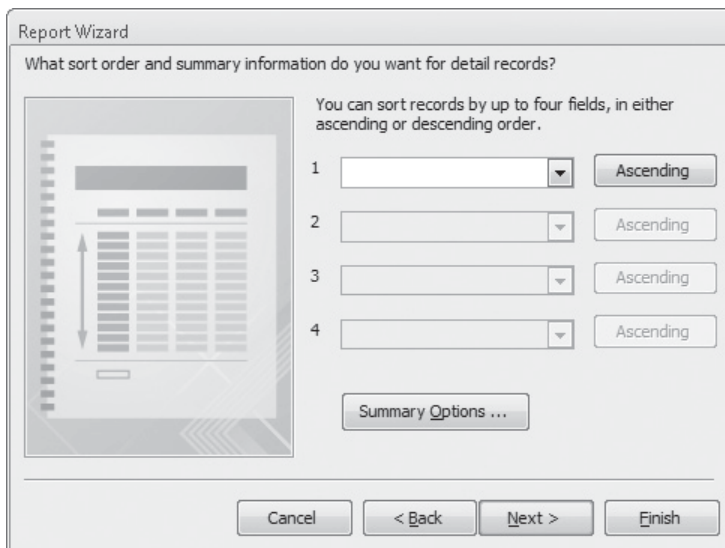 Report Wizard
What sort order and summary information do you want for detail records?
You can sort records by up to four fields, in either
ascending or descending order.
1 Ascending
2 Ascending
3 Ascending
4 Ascending
Summary Options ...
Cancel < Back Next > Finish